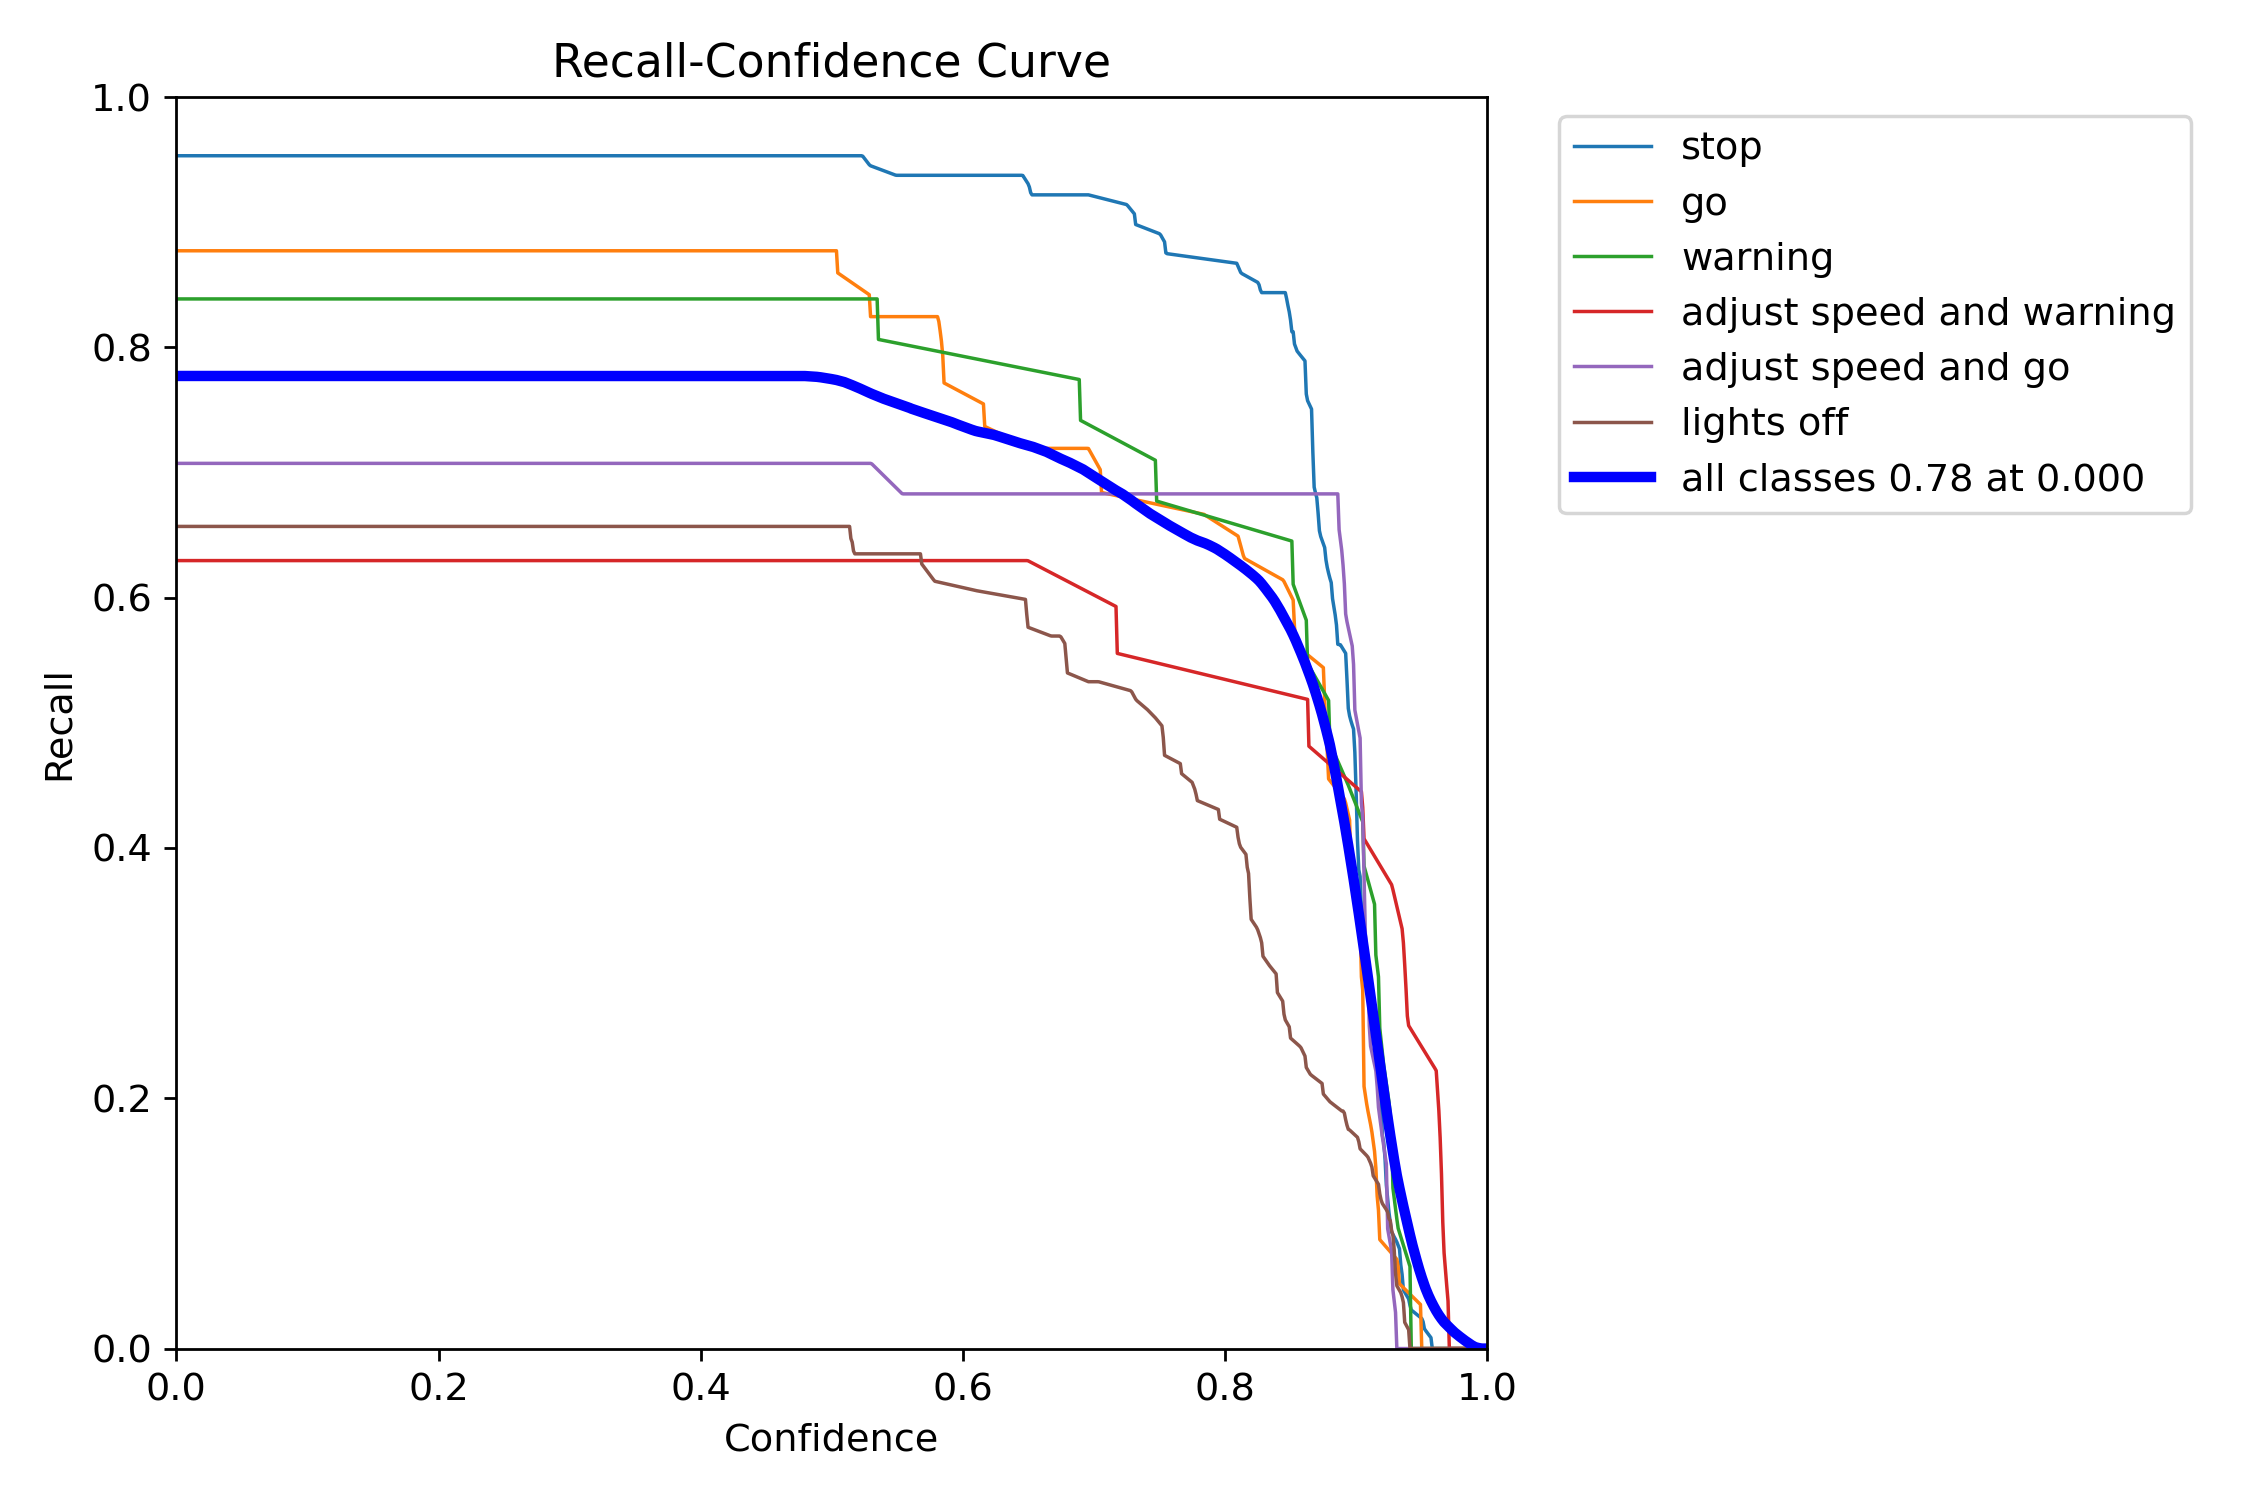 Recall-Confidence Curve
1.0
0.8
0.6
0.4
0.2
0.0
Recall
0.0 0.2 0.4 0.6 0.8 1.0
Confidence
stop
go
warning
adjust speed and warning
adjust speed and go
lights off
all classes 0.78 at 0.000